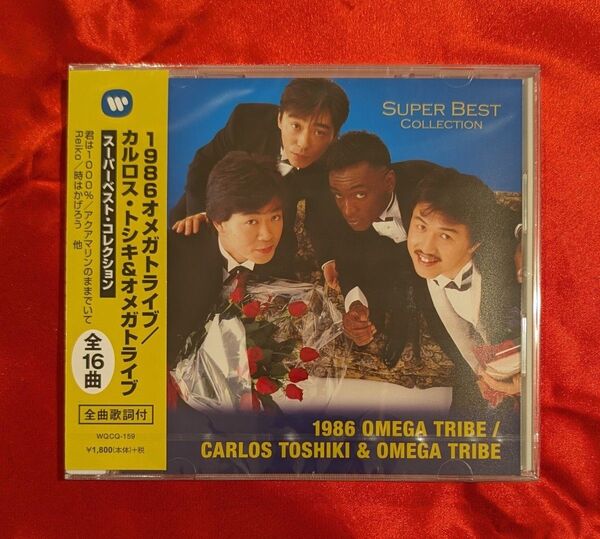 1986オメガトライブ/
カルロス・トシキ&オメガトライブ
スーパーベスト・コレクション
君は1000%/アクアマリンのままでいて
Reiko/時はかげろう 他
全16曲
全曲歌詞付
WQCQ-159
¥1,800(本体)+税
SUPER BEST
COLLECTION
1986 OMEGA TRIBE /
CARLOS TOSHIKI & OMEGA TRIBE